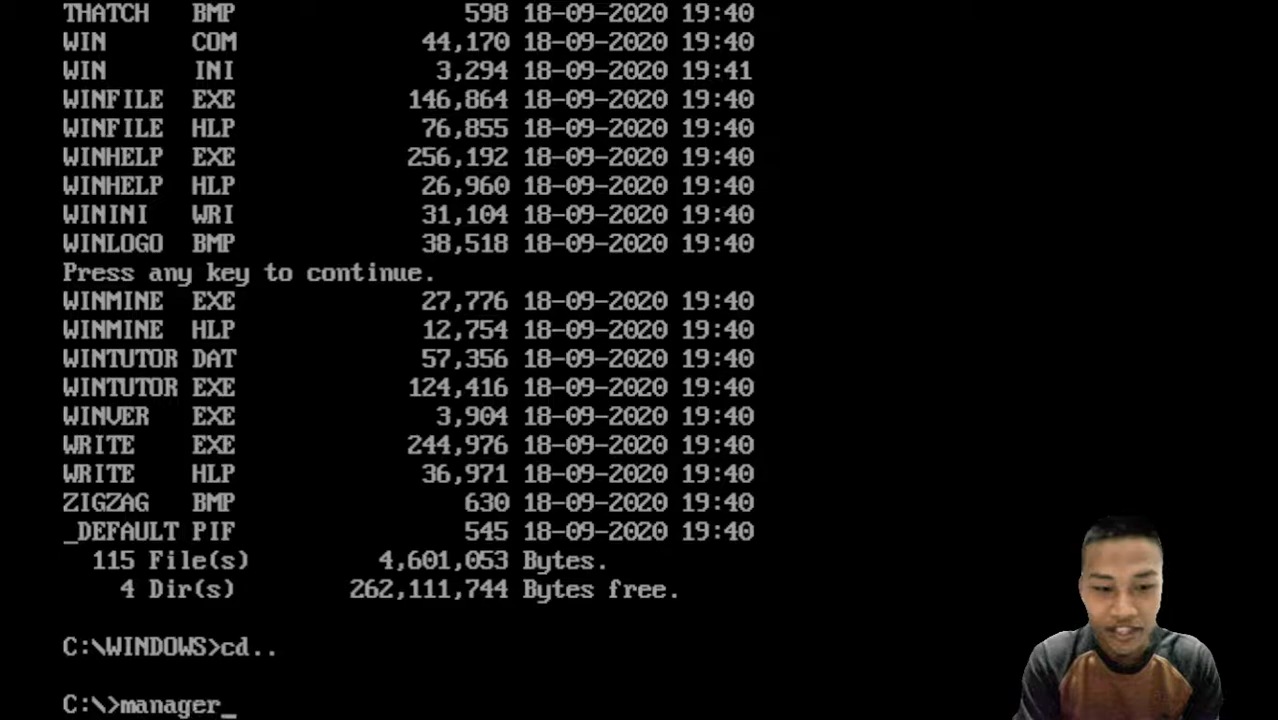 THATCH BMP 598 18-09-2020 19:40
WIN COM 44,170 18-09-2020 19:40
WIN INI 3,294 18-09-2020 19:41
WINFILE EXE 146,864 18-09-2020 19:40
WINFILE HLP 76,855 18-09-2020 19:40
WINHELP EXE 256,192 18-09-2020 19:40
WINHELP HLP 26,960 18-09-2020 19:40
WININI WRI 31,104 18-09-2020 19:40
WINLOGO BMP 38,518 18-09-2020 19:40
Press any key to continue.
WINMINE EXE 27,776 18-09-2020 19:40
WINMINE HLP 12,754 18-09-2020 19:40
WINTUTOR DAT 57,356 18-09-2020 19:40
WINTUTOR EXE 124,416 18-09-2020 19:40
WINVER EXE 3,904 18-09-2020 19:40
WRITE EXE 244,976 18-09-2020 19:40
WRITE HLP 36,971 18-09-2020 19:40
ZIGZAG BMP 630 18-09-2020 19:40
_DEFAULT PIF 545 18-09-2020 19:40
115 File(s) 4,601,053 Bytes.
4 Dir(s) 262,111,744 Bytes free.
C:\WINDOWS>cd..
C:\>manager_